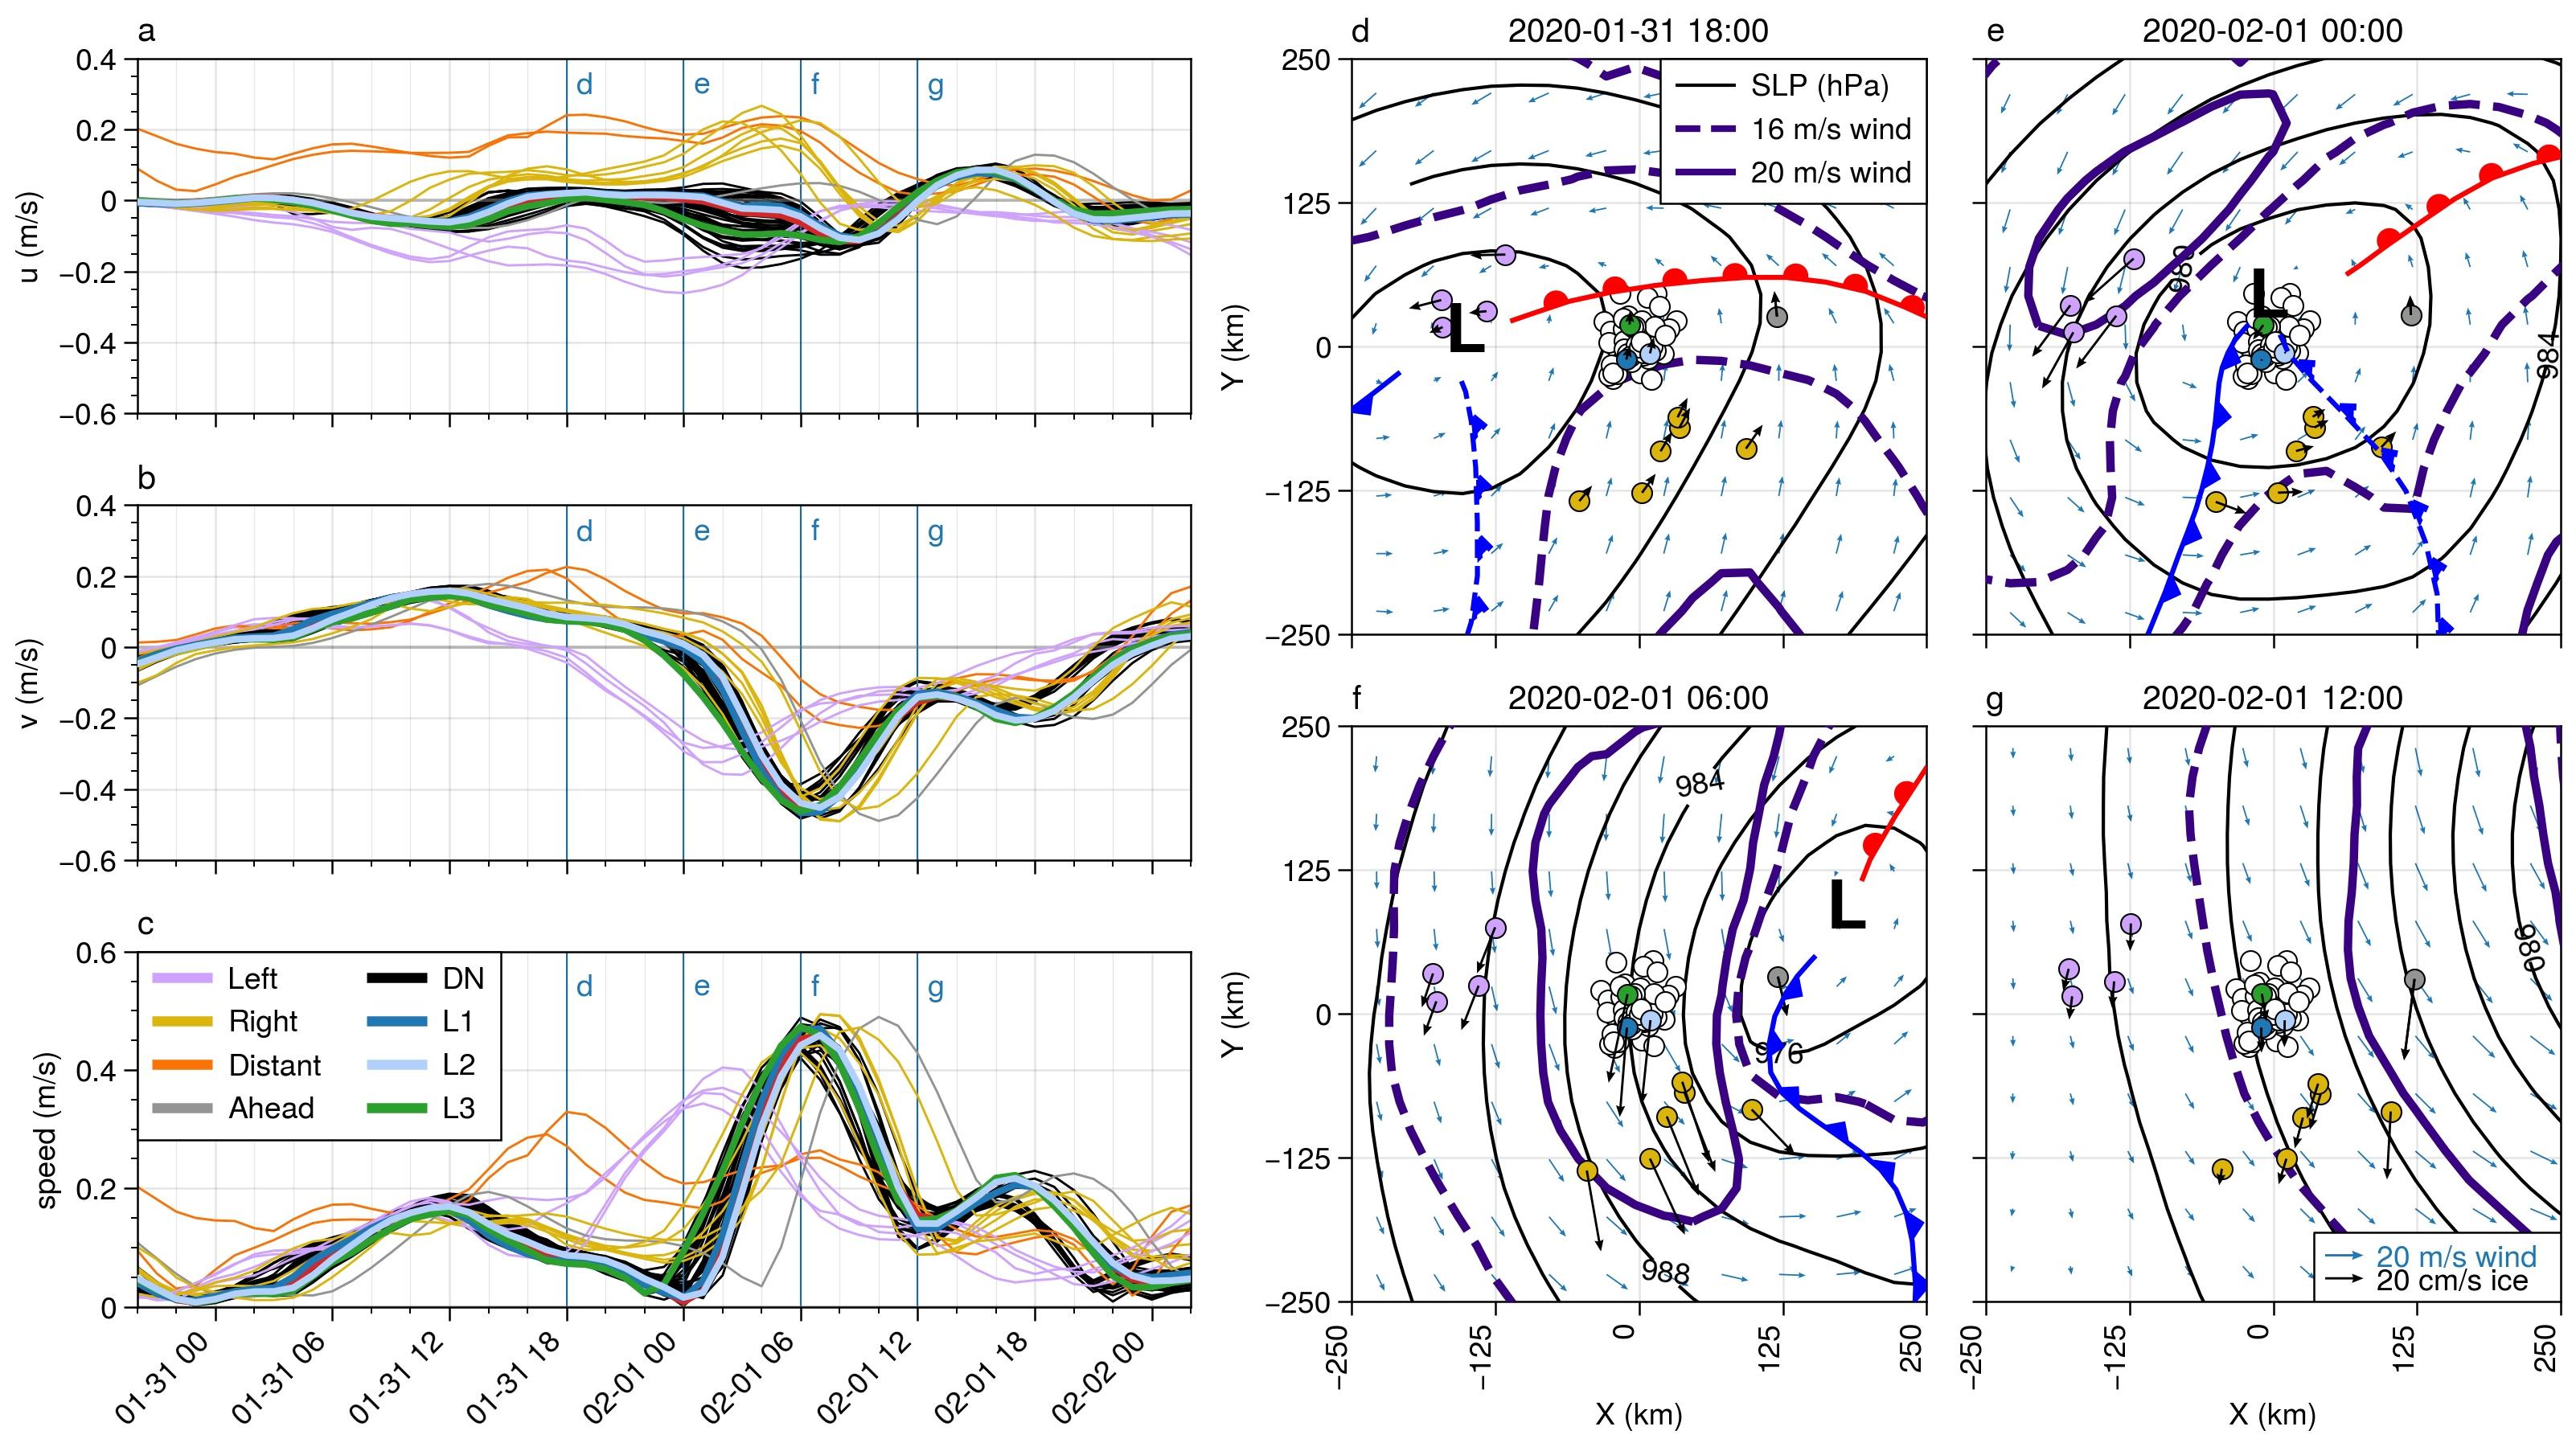 a
0.4
0.2
0
−0.2
−0.4
−0.6
u (m/s)
d
e
f
g
b
0.4
0.2
0
−0.2
−0.4
−0.6
v (m/s)
d
e
f
g
c
0.6
0.4
0.2
0
speed (m/s)
d
e
f
g
Left
Right
Distant
Ahead
DN
L1
L2
L3
01-31 00
01-31 06
01-31 12
01-31 18
02-01 00
02-01 06
02-01 12
02-01 18
02-02 00
d
2020-01-31 18:00
250
125
0
−125
−250
Y (km)
SLP (hPa)
16 m/s wind
20 m/s wind
L
e
2020-02-01 00:00
980
984
L
f
2020-02-01 06:00
250
125
0
−125
−250
Y (km)
984
976
988
L
−250
−125
0
125
250
X (km)
g
2020-02-01 12:00
980
20 m/s wind
20 cm/s ice
−250
−125
0
125
250
X (km)